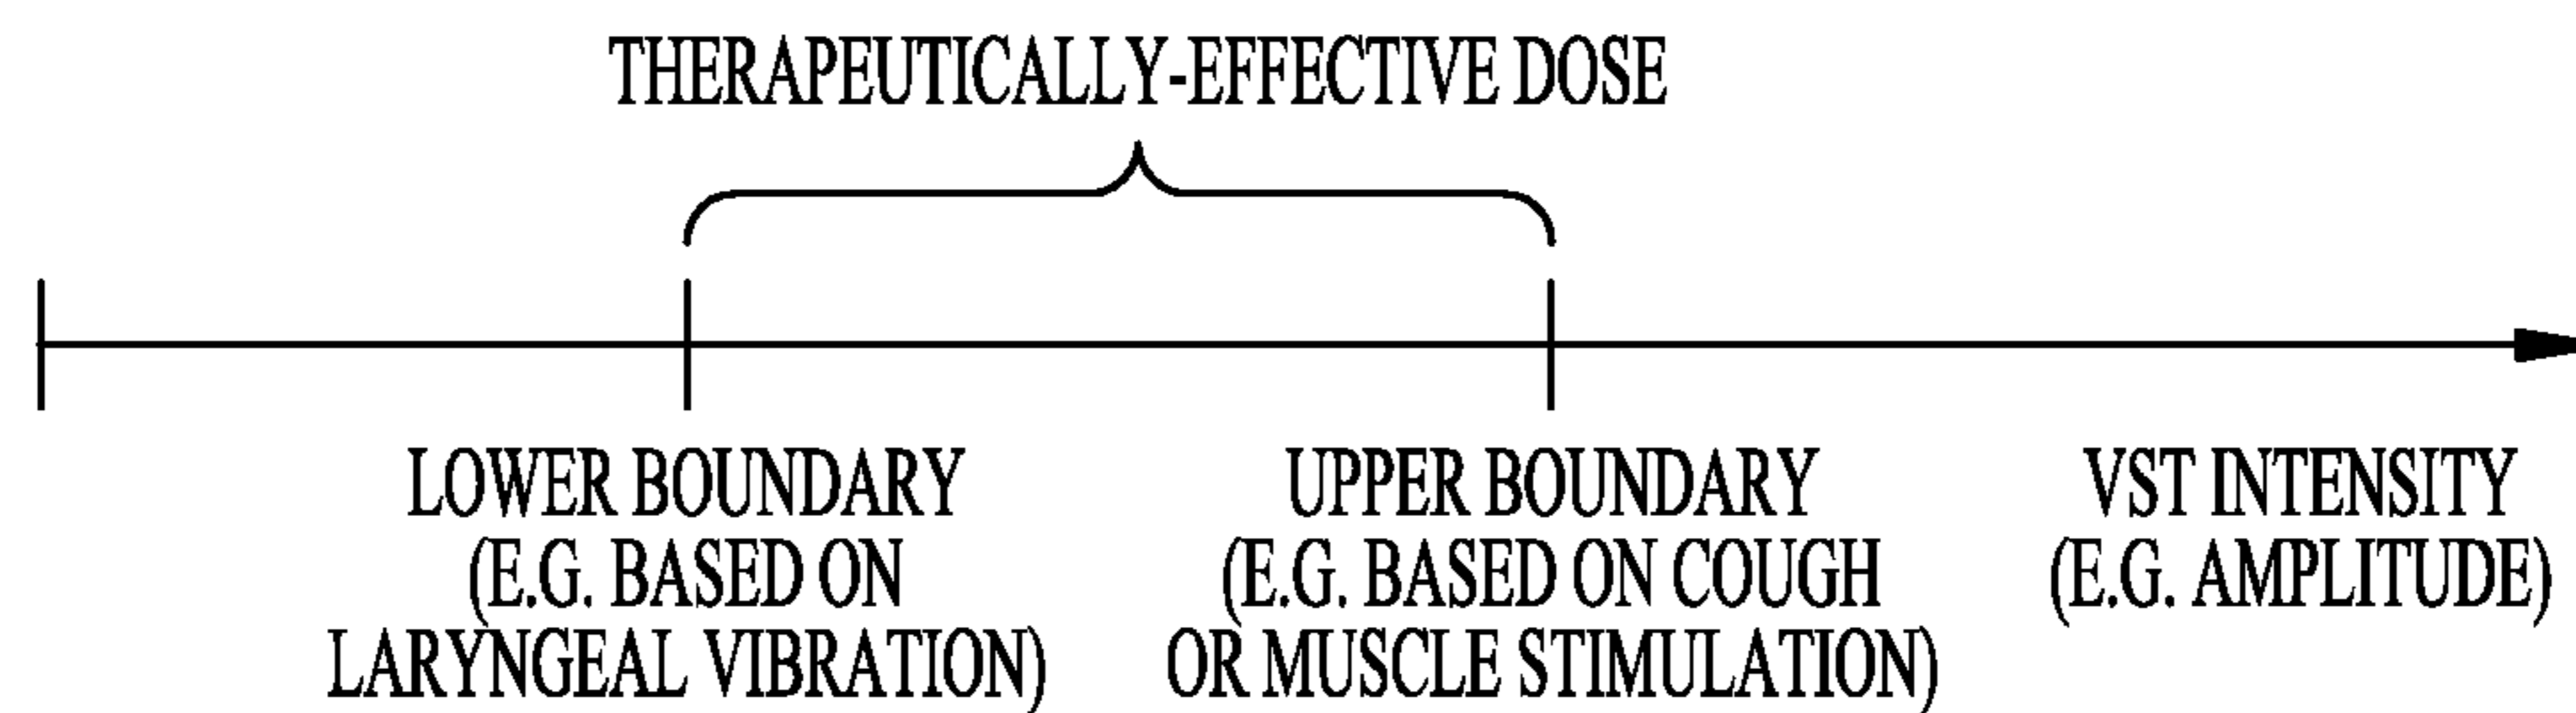 THERAPEUTICALLY-EFFECTIVE DOSE
LOWER BOUNDARY
(E.G. BASED ON
LARYNGEAL VIBRATION)
UPPER BOUNDARY
(E.G. BASED ON COUGH
OR MUSCLE STIMULATION)
VST INTENSITY
(E.G. AMPLITUDE)